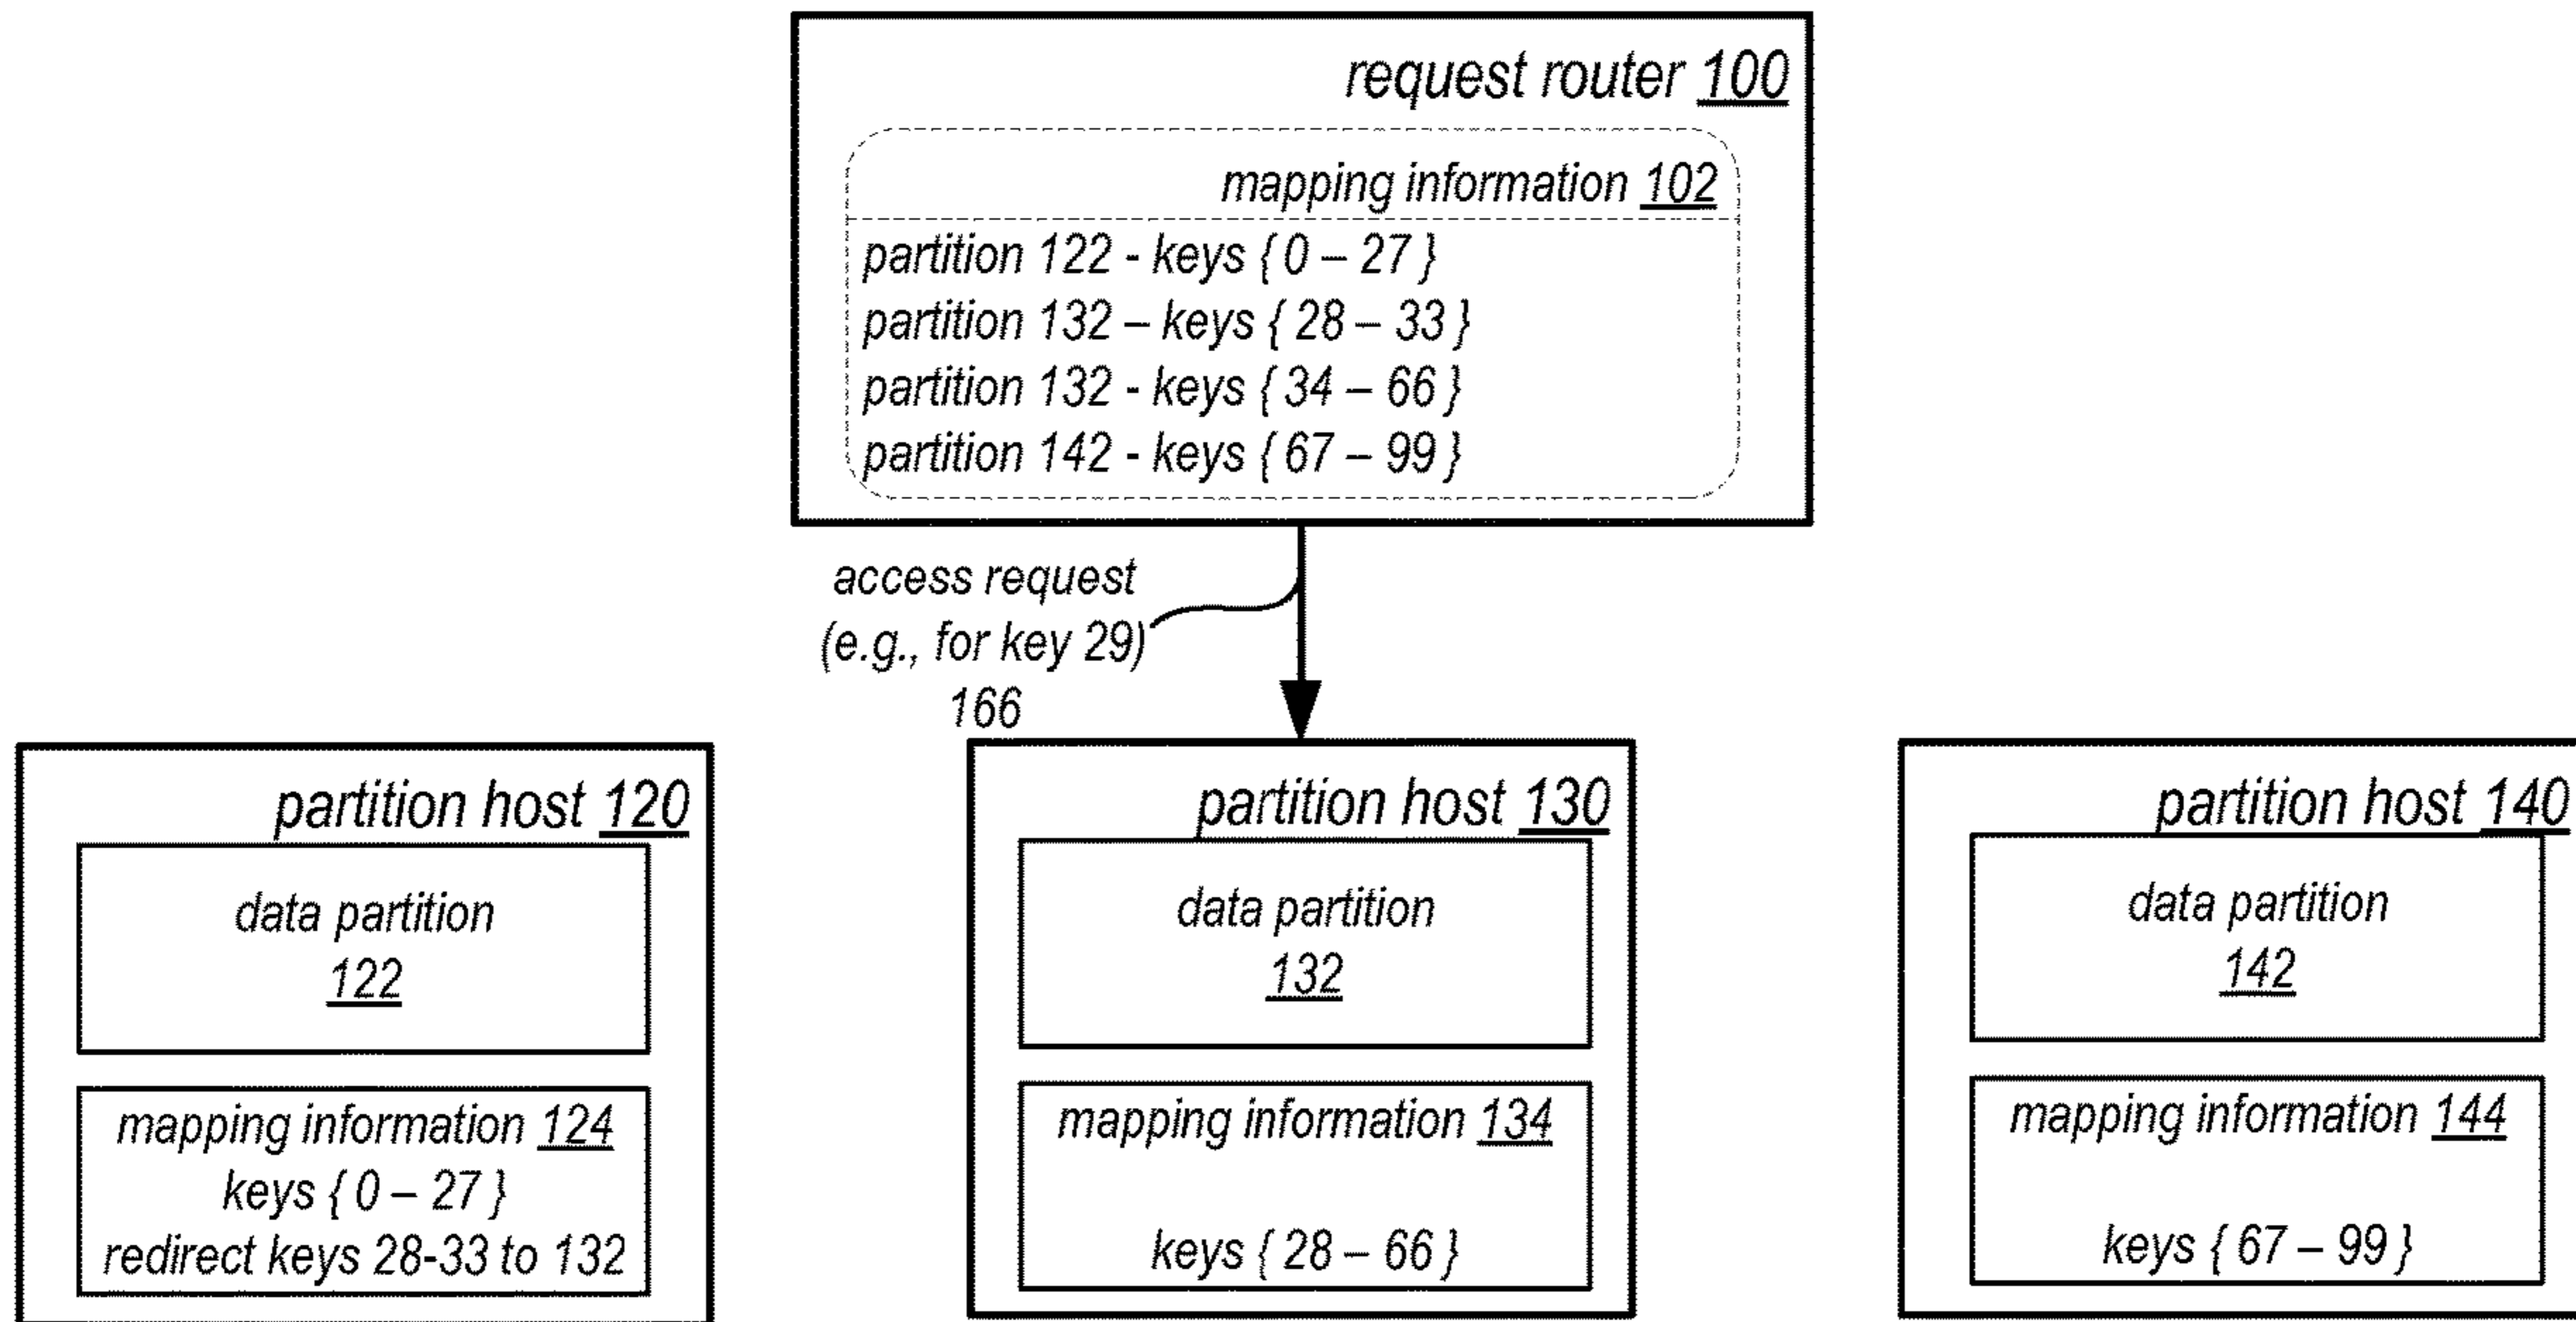 request router 100
mapping information 102
partition 122 - keys { 0 – 27 }
partition 132 – keys { 28 – 33 }
partition 132 - keys { 34 – 66 }
partition 142 - keys { 67 – 99 }
access request
(e.g., for key 29)
166
partition host 120
data partition
122
mapping information 124
keys { 0 – 27 }
redirect keys 28-33 to 132
partition host 130
data partition
132
mapping information 134
keys { 28 – 66 }
partition host 140
data partition
142
mapping information 144
keys { 67 – 99 }